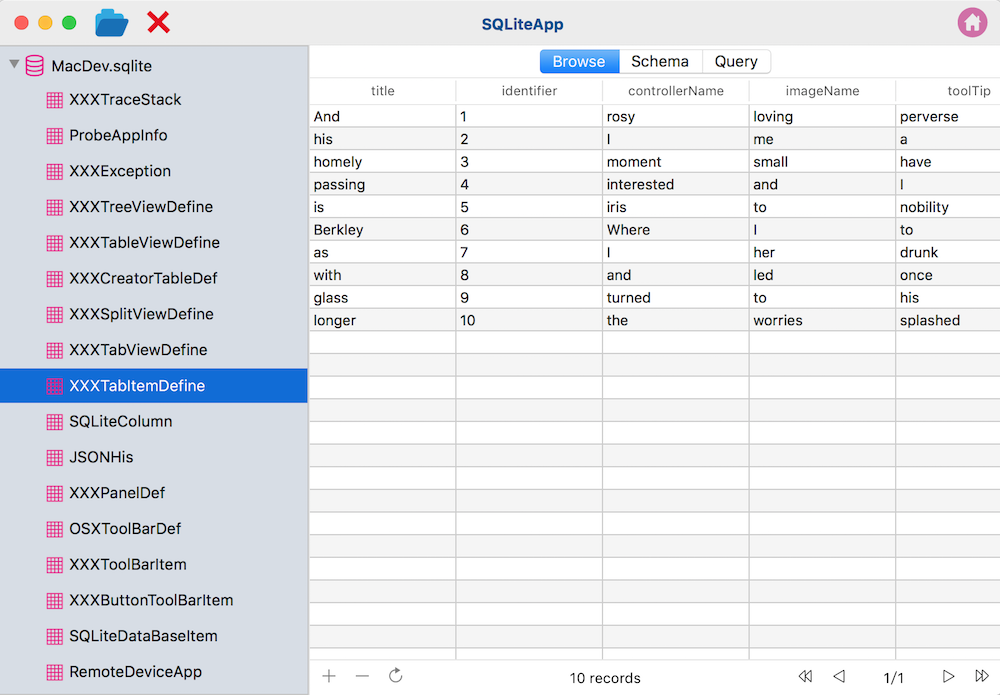 SQLiteApp
MacDev.sqlite
XXXTraceStack
ProbeAppInfo
XXXException
XXXTreeViewDefine
XXXTableViewDefine
XXXCreatorTableDef
XXXSplitViewDefine
XXXTabViewDefine
XXXTabItemDefine
SQLiteColumn
JSONHis
XXXPanelDef
OSXToolBarDef
XXXToolBarItem
XXXButtonToolBarItem
SQLiteDataBaseItem
RemoteDeviceApp
Browse Schema Query
title identifier controllerName imageName toolTip
And 1 rosy loving perverse
his 2 I me a
homely 3 moment small have
passing 4 interested and I
is 5 iris to nobility
Berkley 6 Where I to
as 7 I her drunk
with 8 and led once
glass 9 turned to his
longer 10 the worries splashed
10 records 1/1